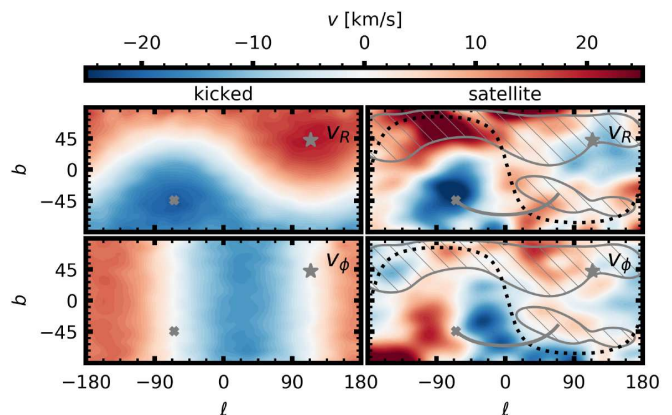 v [km/s]
−20 −10 0 10 20
kicked satellite
b 45 0 −45 v_R v_R
b 45 0 −45 v_ϕ v_ϕ
−180 −90 0 90 180 −90 0 90 180
ℓ ℓ